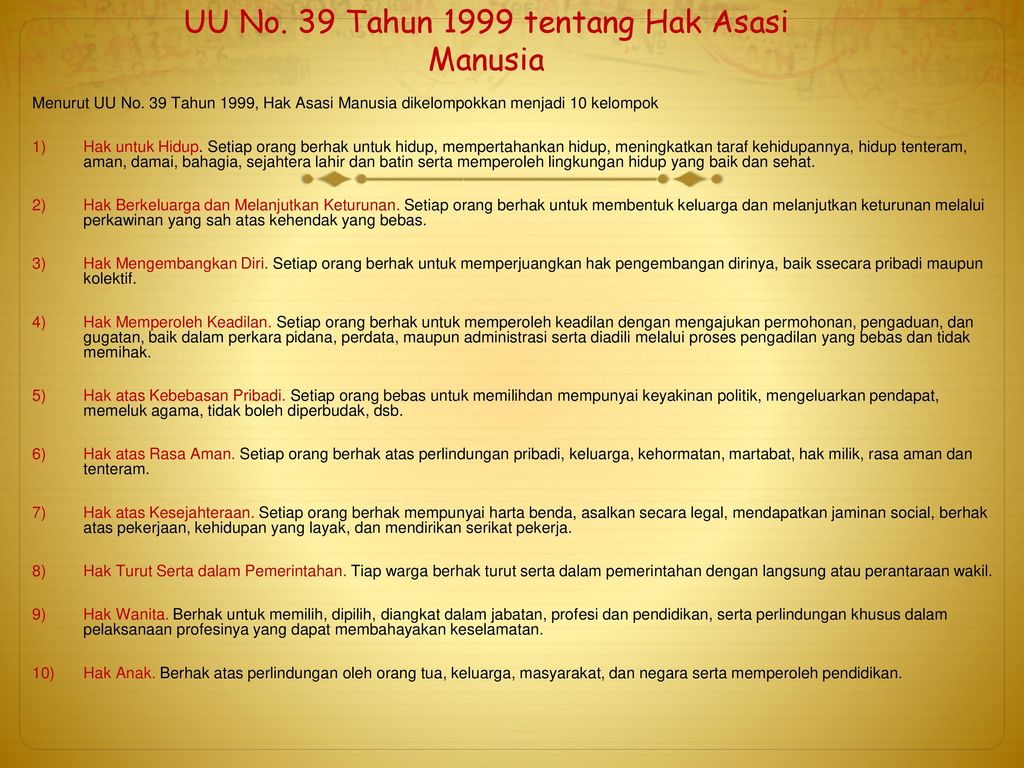 UU No. 39 Tahun 1999 tentang Hak Asasi
Manusia
Menurut UU No. 39 Tahun 1999, Hak Asasi Manusia dikelompokkan menjadi 10 kelompok
1) Hak untuk Hidup. Setiap orang berhak untuk hidup, mempertahankan hidup, meningkatkan taraf kehidupannya, hidup tenteram,
aman, damai, bahagia, sejahtera lahir dan batin serta memperoleh lingkungan hidup yang baik dan sehat.
2) Hak Berkeluarga dan Melanjutkan Keturunan. Setiap orang berhak untuk membentuk keluarga dan melanjutkan keturunan melalui
perkawinan yang sah atas kehendak yang bebas.
3) Hak Mengembangkan Diri. Setiap orang berhak untuk memperjuangkan hak pengembangan dirinya, baik ssecara pribadi maupun
kolektif.
4) Hak Memperoleh Keadilan. Setiap orang berhak untuk memperoleh keadilan dengan mengajukan permohonan, pengaduan, dan
gugatan, baik dalam perkara pidana, perdata, maupun administrasi serta diadili melalui proses pengadilan yang bebas dan tidak
memihak.
5) Hak atas Kebebasan Pribadi. Setiap orang bebas untuk memilihdan mempunyai keyakinan politik, mengeluarkan pendapat,
memeluk agama, tidak boleh diperbudak, dsb.
6) Hak atas Rasa Aman. Setiap orang berhak atas perlindungan pribadi, keluarga, kehormatan, martabat, hak milik, rasa aman dan
tenteram.
7) Hak atas Kesejahteraan. Setiap orang berhak mempunyai harta benda, asalkan secara legal, mendapatkan jaminan social, berhak
atas pekerjaan, kehidupan yang layak, dan mendirikan serikat pekerja.
8) Hak Turut Serta dalam Pemerintahan. Tiap warga berhak turut serta dalam pemerintahan dengan langsung atau perantaraan wakil.
9) Hak Wanita. Berhak untuk memilih, dipilih, diangkat dalam jabatan, profesi dan pendidikan, serta perlindungan khusus dalam
pelaksanaan profesinya yang dapat membahayakan keselamatan.
10) Hak Anak. Berhak atas perlindungan oleh orang tua, keluarga, masyarakat, dan negara serta memperoleh pendidikan.